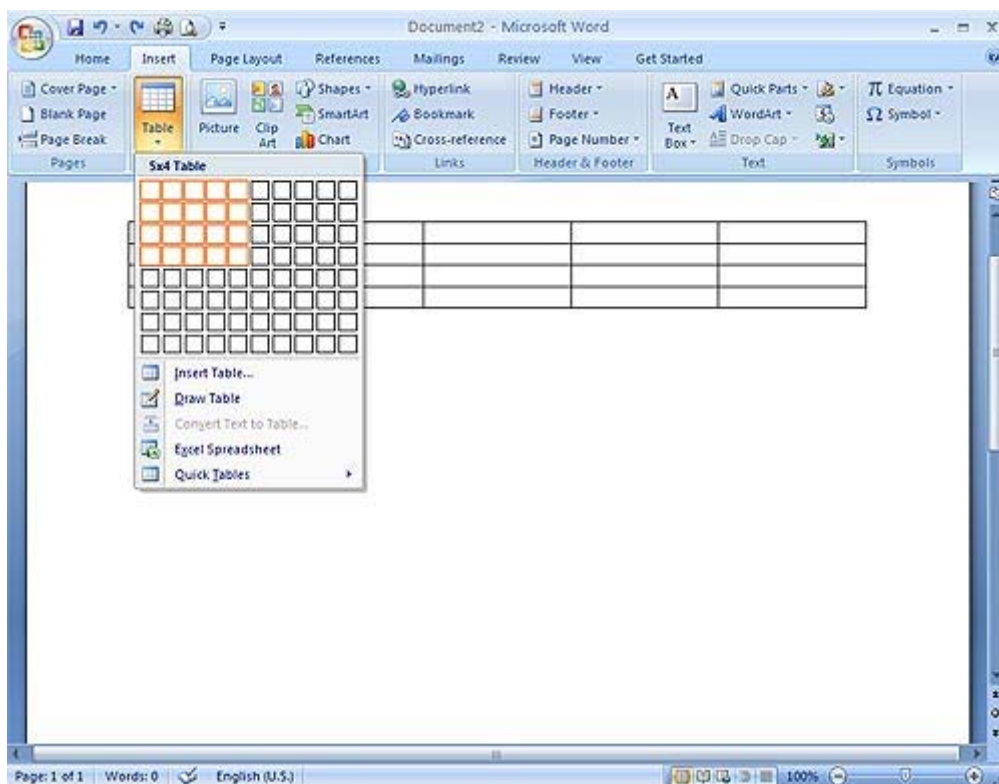 Document2 - Microsoft Word
Home Insert Page Layout References Mailings Review View Get Started
Cover Page
Blank Page
Page Break
Pages
Table
Picture
Clip Art
Shapes
SmartArt
Chart
Hyperlink
Bookmark
Cross-reference
Links
Header
Footer
Page Number
Header & Footer
A
Text Box
Quick Parts
WordArt
Drop Cap
Text
π Equation
Ω Symbol
Symbols
5x4 Table
Insert Table...
Draw Table
Convert Text to Table...
Excel Spreadsheet
Quick Tables
Page: 1 of 1 Words: 0 English (U.S.) 100%